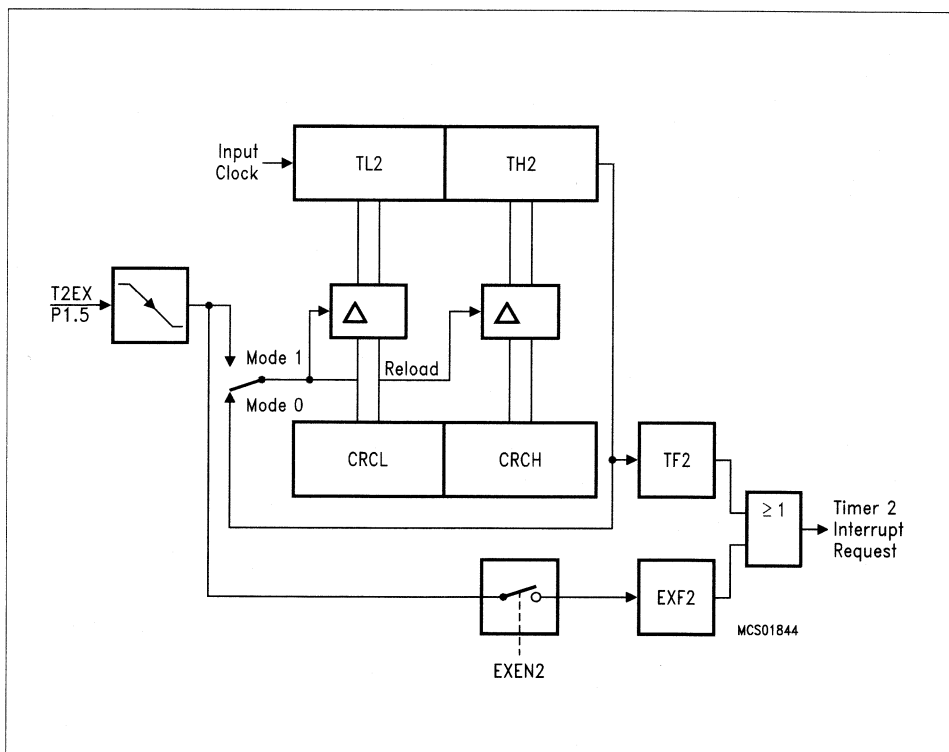 Input
Clock
TL2
TH2
T2EX
P1.5
Mode 1
Reload
Mode 0
CRCL
CRCH
TF2
≥ 1
Timer 2
Interrupt
Request
EXF2
MCS01844
EXEN2